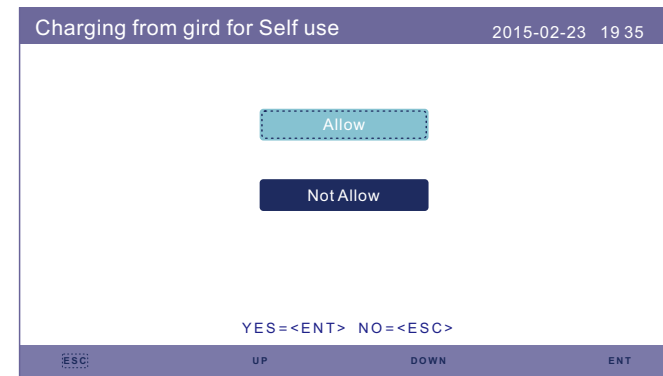 Charging from gird for Self use 2015-02-23 19 35
Allow
Not Allow
YES=<ENT> NO=<ESC>
ESC UP DOWN ENT